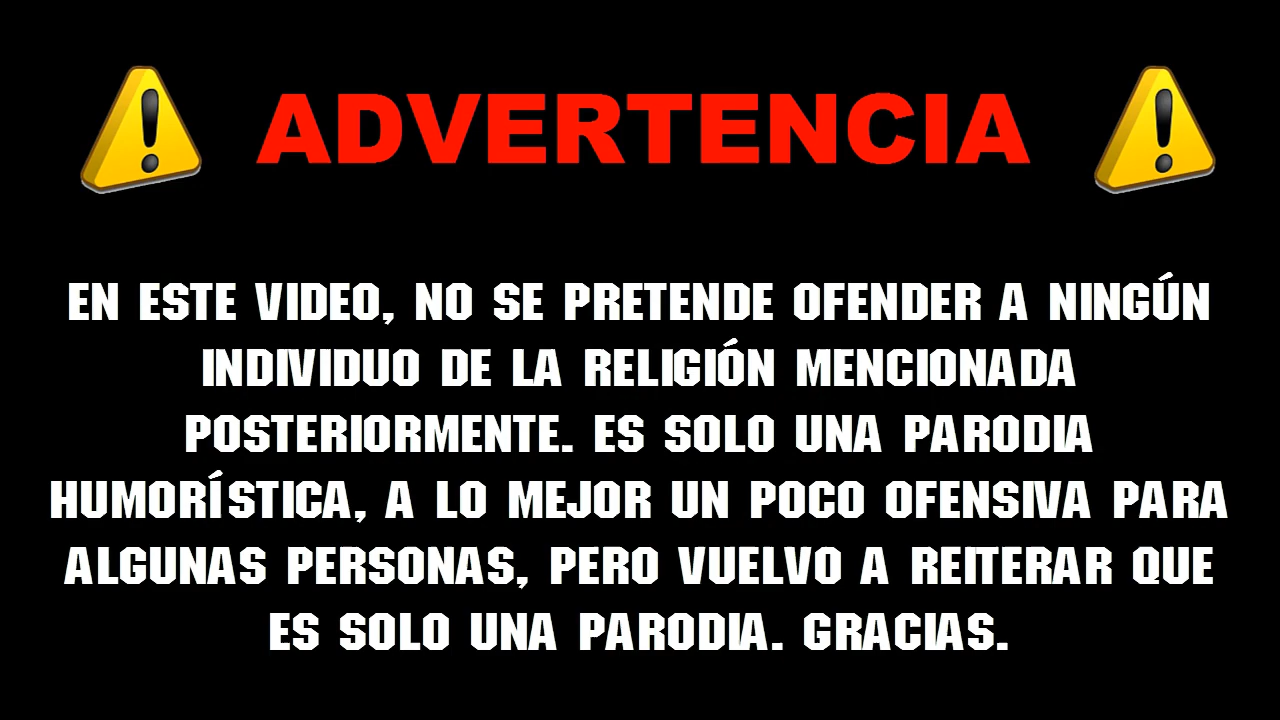 ADVERTENCIA
EN ESTE VIDEO, NO SE PRETENDE OFENDER A NINGÚN
INDIVIDUO DE LA RELIGIÓN MENCIONADA
POSTERIORMENTE. ES SOLO UNA PARODIA
HUMORÍSTICA, A LO MEJOR UN POCO OFENSIVA PARA
ALGUNAS PERSONAS, PERO VUELVO A REITERAR QUE
ES SOLO UNA PARODIA. GRACIAS.